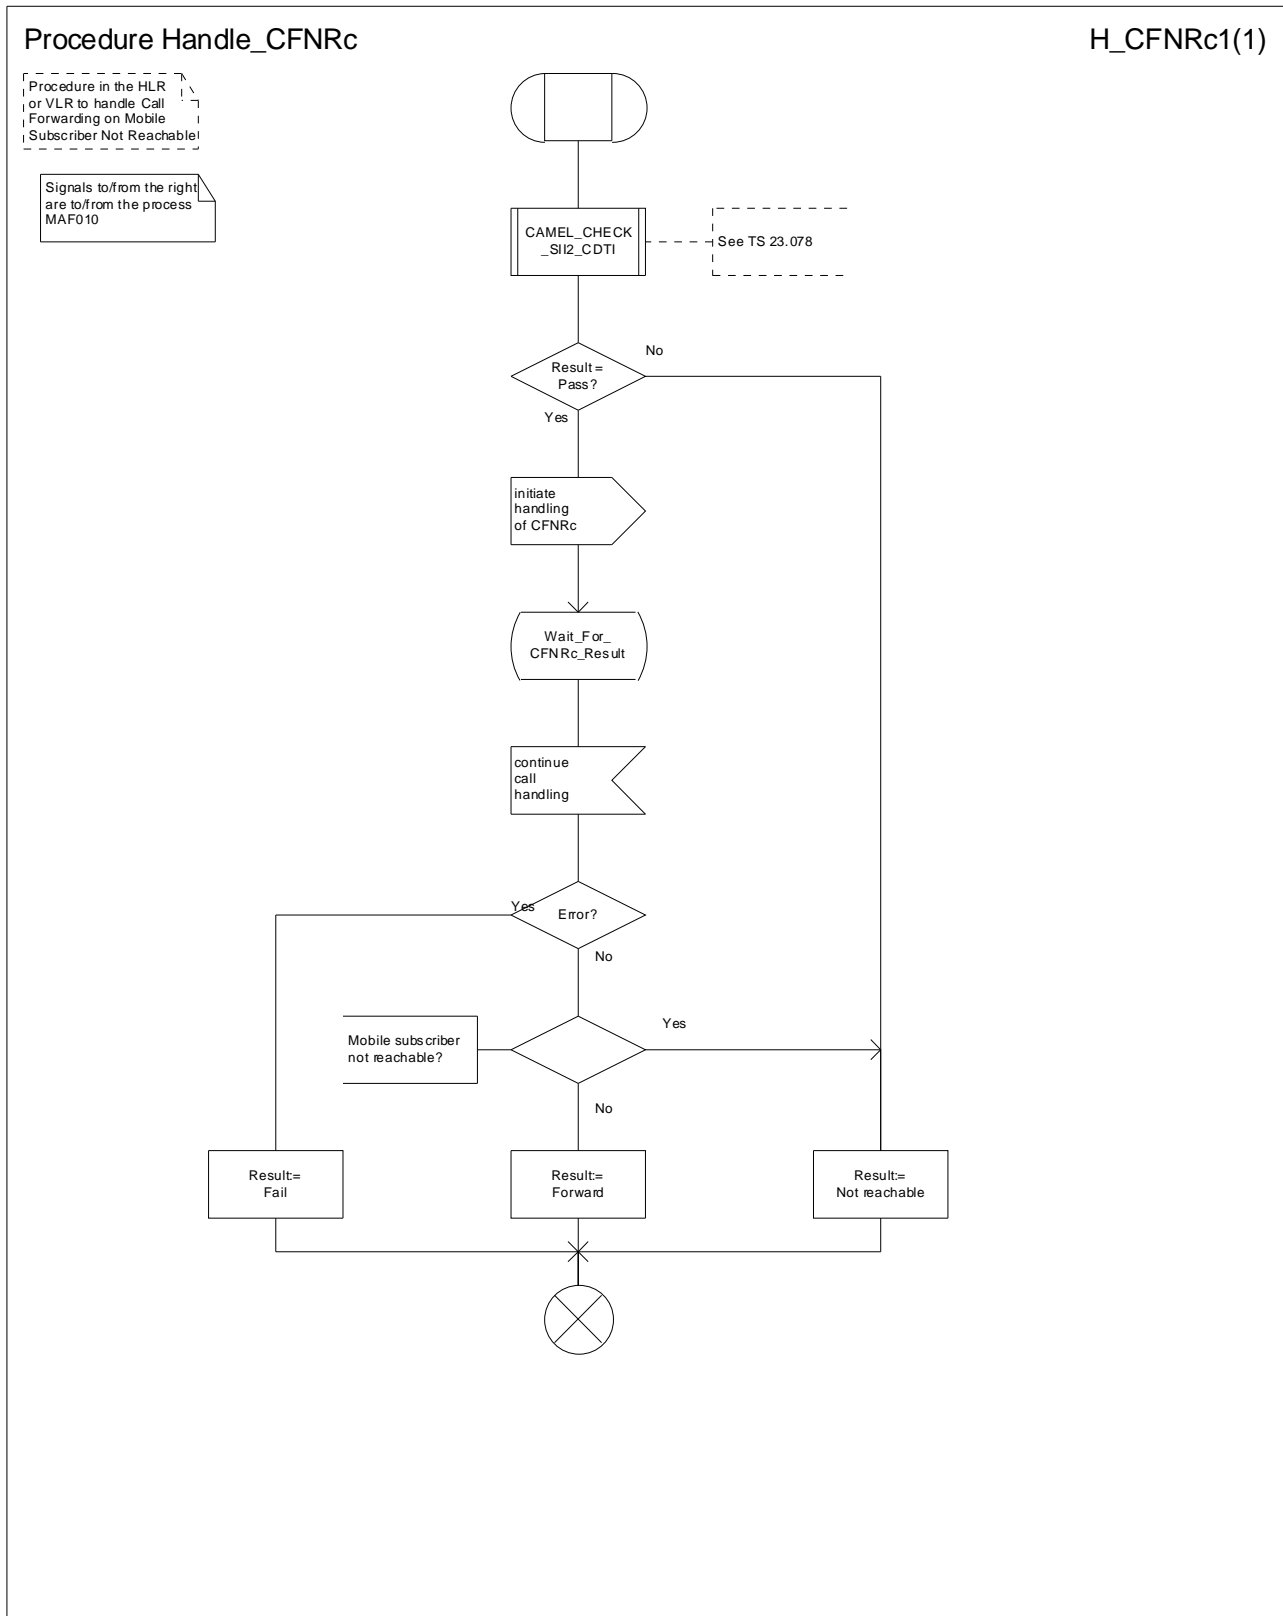 Procedure Handle_CFNRc
H_CFNRc1(1)
Procedure in the HLR
or VLR to handle Call
Forwarding on Mobile
Subscriber Not Reachable
Signals to/from the right
are to/from the process
MAF010
CAMEL_CHECK
_SII2_CDTI
See TS 23.078
Result =
Pass?
No
Yes
initiate
handling
of CFNRc
Wait_For_
CFNRc_Result
continue
call
handling
Yes
Error?
No
Mobile subscriber
not reachable?
Yes
No
Result:=
Fail
Result:=
Forward
Result:=
Not reachable